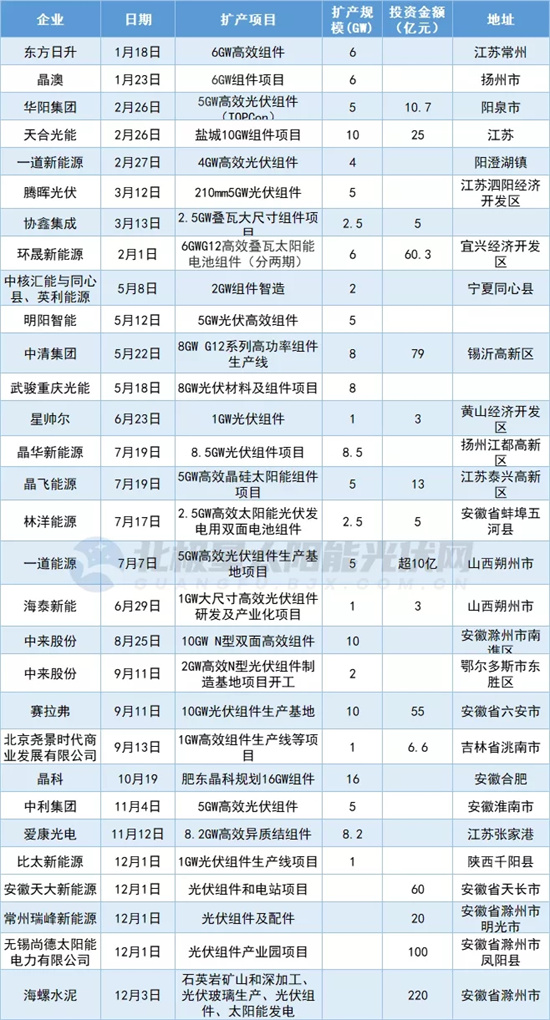 企业 日期 扩产项目 扩产规模(GW) 投资金额(亿元) 地址
东方日升 1月18日 6GW高效组件 6 江苏常州
晶澳 1月23日 6GW组件项目 6 扬州市
华阳集团 2月26日 5GW高效光伏组件(TOPCon) 5 10.7 阳泉市
天合光能 2月26日 盐城10GW组件项目 10 25 江苏
一道新能源 2月27日 4GW高效光伏组件 4 阳澄湖镇
腾晖光伏 3月12日 210mm5GW光伏组件 5 江苏泗阳经济开发区
协鑫集成 3月13日 2.5GW叠瓦大尺寸组件项目 2.5 5
环晟新能源 2月1日 6GWG12高效叠瓦太阳能电池组件(分两期) 6 60.3 宜兴经济开发区
中核汇能与同心县、英利能源 5月8日 2GW组件智造 2 宁夏同心县
明阳智能 5月12日 5GW光伏高效组件 5
中清集团 5月22日 8GW G12系列高功率组件生产线 8 79 锡沂高新区
武骏重庆光能 5月18日 8GW光伏材料及组件项目 8
星帅尔 6月23日 1GW光伏组件 1 3 黄山经济开发区
晶华新能源 7月19日 8.5GW光伏组件项目 8.5 扬州江都高新区
晶飞能源 7月19日 5GW高效晶硅太阳能组件项目 5 13 江苏泰兴高新区
林洋能源 7月17日 2.5GW高效太阳能光伏发电用双面电池组件 2.5 5 安徽省蚌埠五河县
一道能源 7月7日 5GW高效光伏组件生产基地项目 5 超10亿 山西朔州市
海泰新能 6月29日 1GW大尺寸高效光伏组件研发及产业化项目 1 3 山西朔州市
中来股份 8月25日 10GW N型双面高效组件 10 安徽滁州市南谯区
中来股份 9月11日 2GW高效N型光伏组件制造基地项目开工 2 鄂尔多斯市东胜区
赛拉弗 9月11日 10GW光伏组件生产基地 10 55 安徽省六安市
北京尧景时代商业发展有限公司 9月13日 1GW高效组件生产线等项目 1 6.6 吉林省洮南市
晶科 10月19 肥东晶科规划16GW组件 16 安徽合肥
中利集团 11月4日 5GW高效光伏组件 5 安徽淮南市
爱康光电 11月12日 8.2GW高效异质结组件 8.2 江苏张家港
比太新能源 12月1日 1GW光伏组件生产线项目 1 陕西千阳县
安徽天大新能源 12月1日 光伏组件和电站项目 60 安徽省天长市
常州瑞峰新能源 12月1日 光伏组件及配件 20 安徽省滁州市明光市
无锡尚德太阳能电力有限公司 12月1日 光伏组件产业园项目 100 安徽省滁州市凤阳县
海螺水泥 12月3日 石英岩矿山和深加工、光伏玻璃生产、光伏组件、太阳能发电 220 安徽省滁州市
北极星太阳能光伏网
GUANGFU.BJX.COM.CN